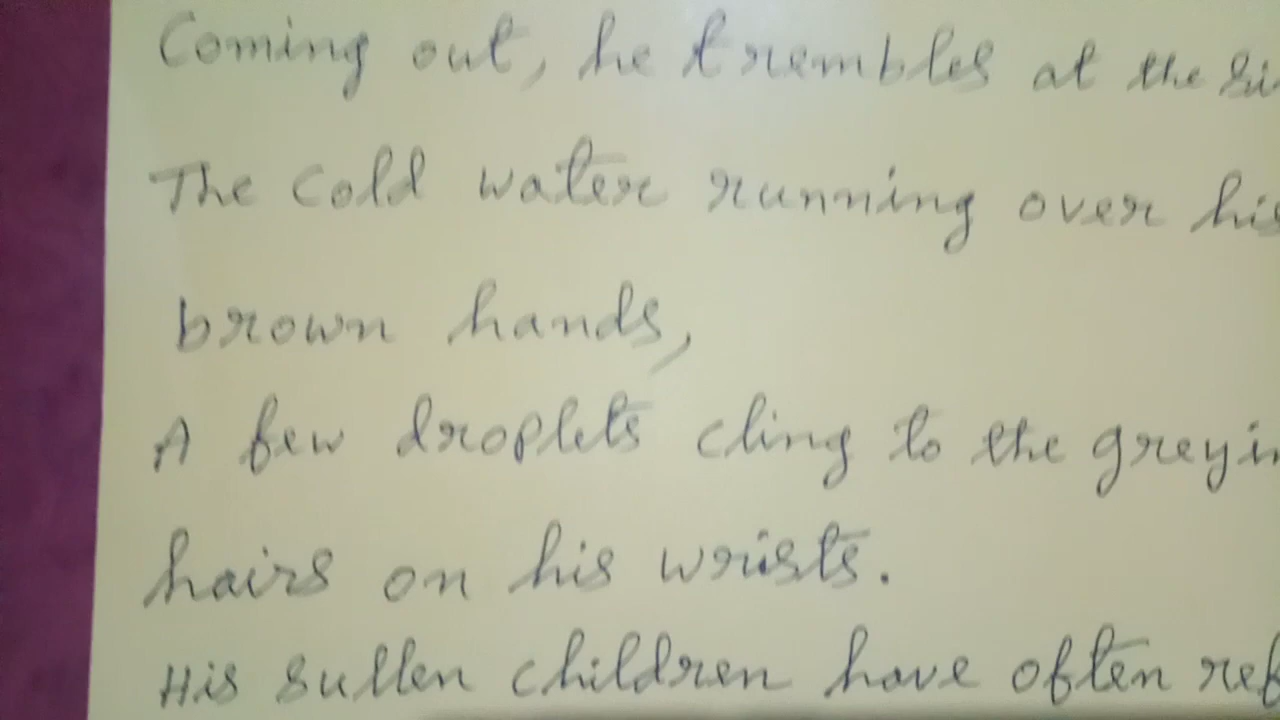 Coming out, he trembles at the
The cold water running over his
brown hands,
A few droplets cling to the
hairs on his wrists.
His sullen children have often